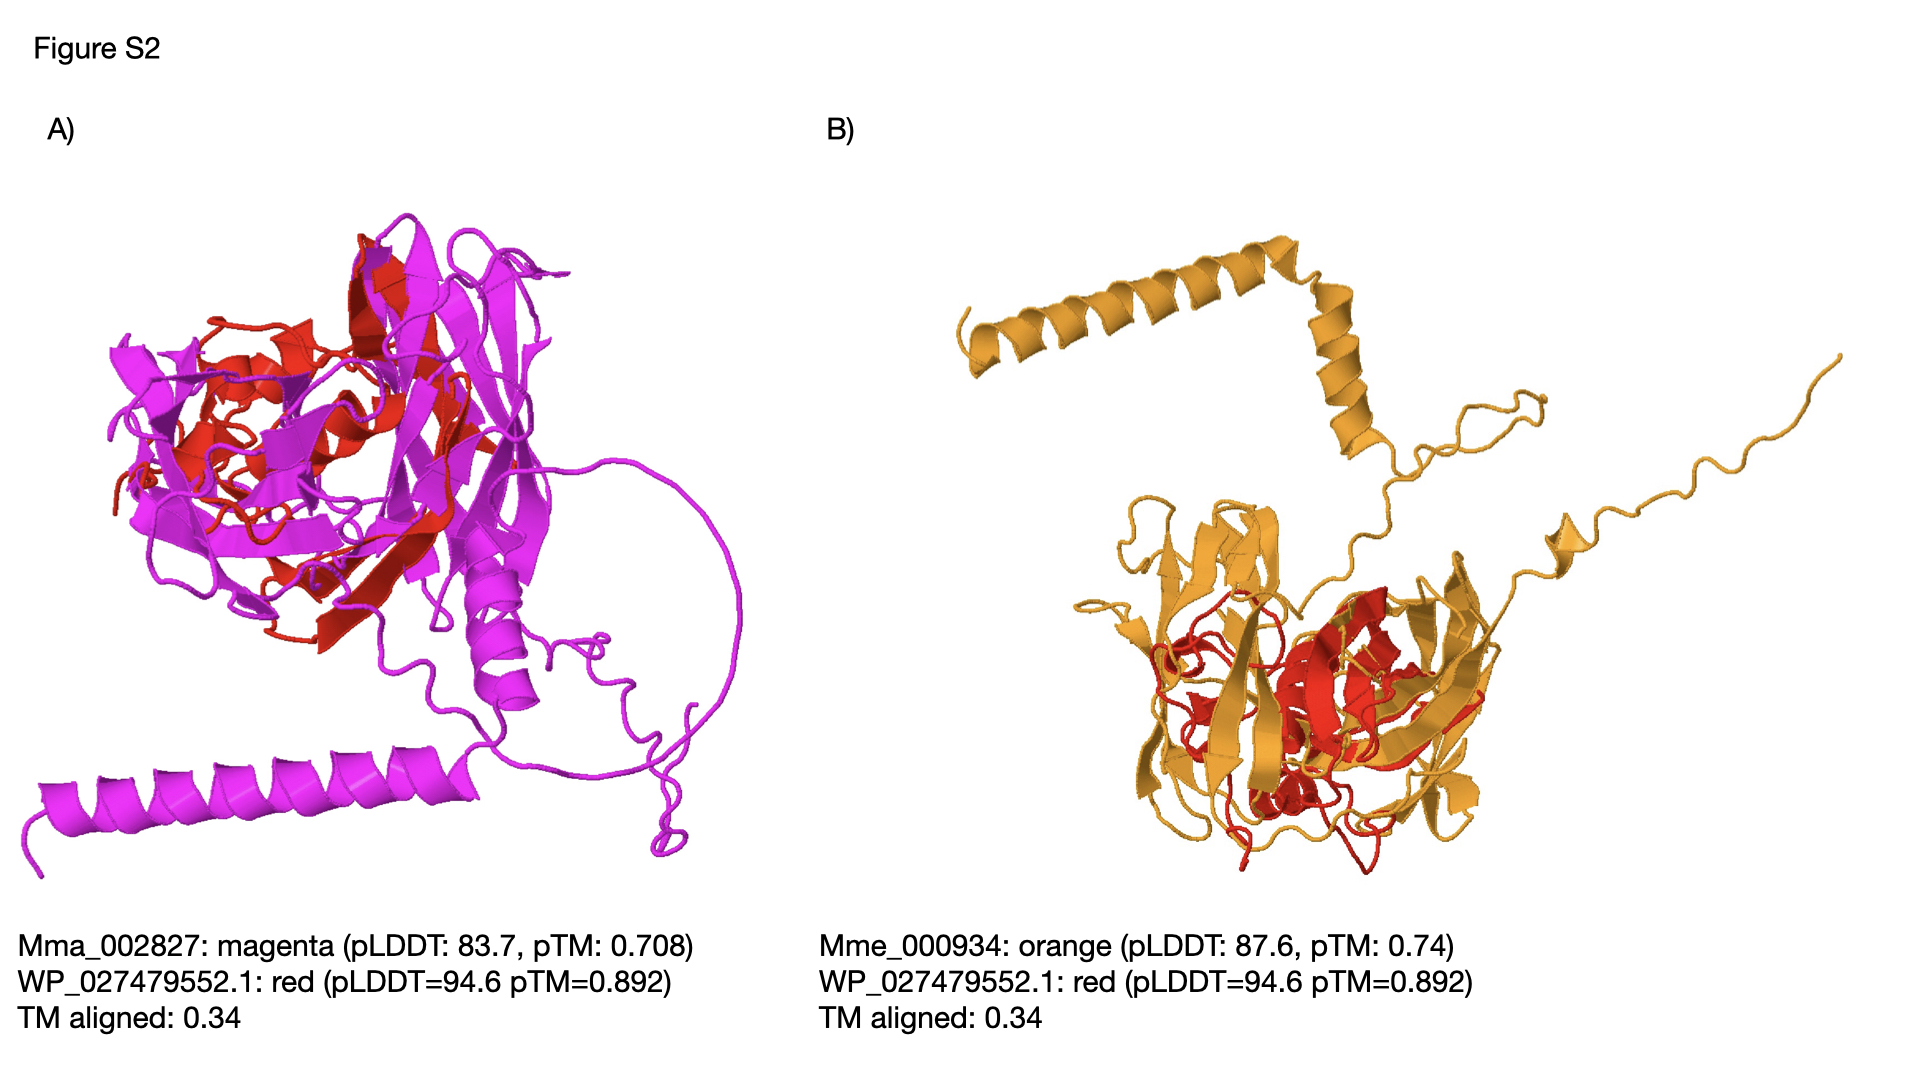 Figure S2
A)
B)
Mma_002827: magenta (pLDDT: 83.7, pTM: 0.708)
WP_027479552.1: red (pLDDT=94.6 pTM=0.892)
TM aligned: 0.34
Mme_000934: orange (pLDDT: 87.6, pTM: 0.74)
WP_027479552.1: red (pLDDT=94.6 pTM=0.892)
TM aligned: 0.34